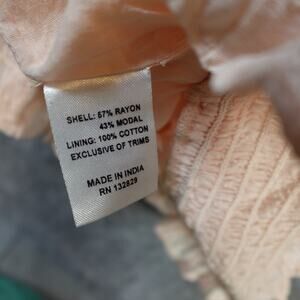 SHELL: 57% RAYON
43% MODAL
LINING: 100% COTTON
EXCLUSIVE OF TRIMS
MADE IN INDIA
RN 132829